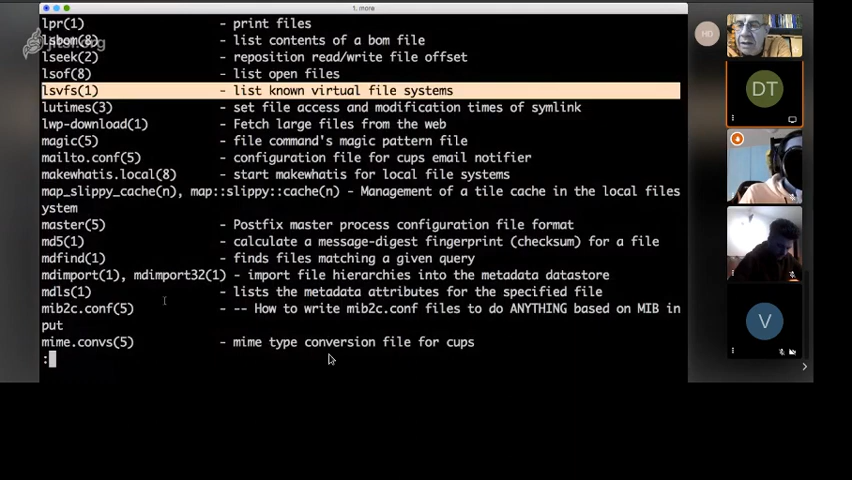 1. more
jitsi.org
lpr(1) - print files
lsbom(8) - list contents of a bom file
lseek(2) - reposition read/write file offset
lsof(8) - list open files
lsvfs(1) - list known virtual file systems
lutimes(3) - set file access and modification times of symlink
lwp-download(1) - Fetch large files from the web
magic(5) - file command's magic pattern file
mailto.conf(5) - configuration file for cups email notifier
makewhatis.local(8) - start makewhatis for local file systems
map_slippy_cache(n), map::slippy::cache(n) - Management of a tile cache in the local files
ystem
master(5) - Postfix master process configuration file format
md5(1) - calculate a message-digest fingerprint (checksum) for a file
mdfind(1) - finds files matching a given query
mdimport(1), mdimport32(1) - import file hierarchies into the metadata datastore
mdls(1) - lists the metadata attributes for the specified file
mib2c.conf(5) - -- How to write mib2c.conf files to do ANYTHING based on MIB in
put
mime.convs(5) - mime type conversion file for cups
:
HD
DT
V